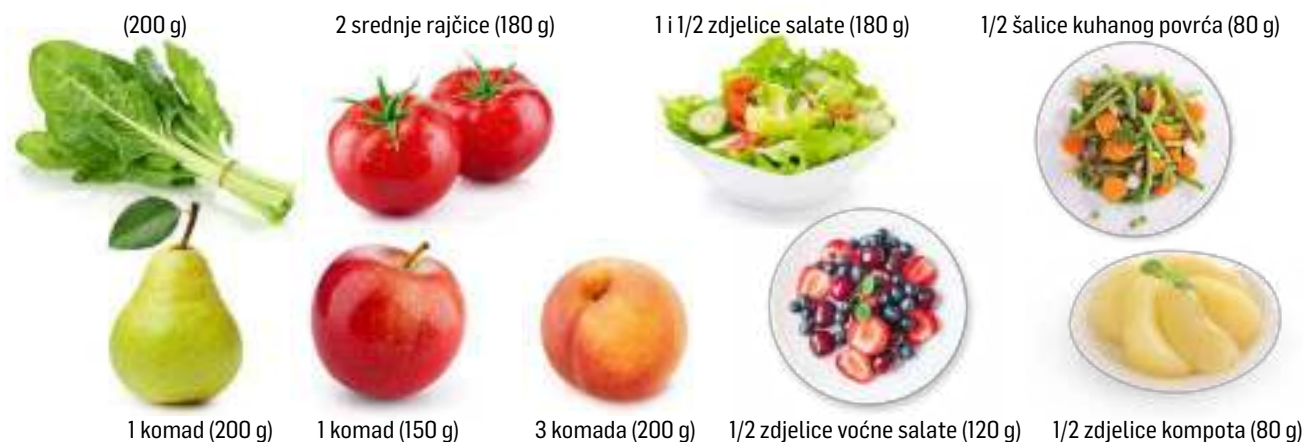 (200 g)
2 srednje rajčice (180 g)
1 i 1/2 zdjelice salate (180 g)
1/2 šalice kuhanog povrća (80 g)
1 komad (200 g)
1 komad (150 g)
3 komada (200 g)
1/2 zdjelice voćne salate (120 g)
1/2 zdjelice kompota (80 g)